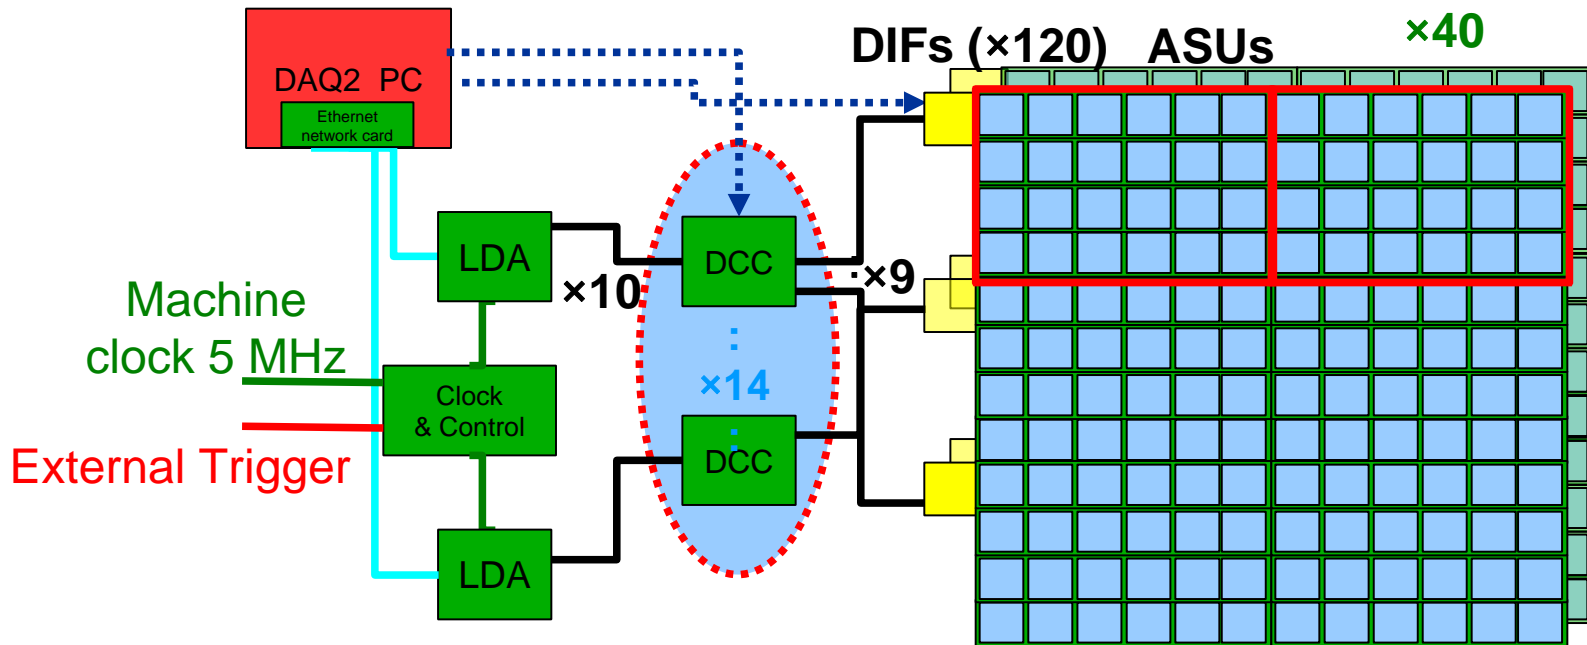 DIFs (×120) ASUs
×40
DAQ2 PC
Ethernet
network card
LDA
×10
DCC
: ×9
Machine
clock 5 MHz
:
×14
:
Clock
& Control
External Trigger
DCC
LDA